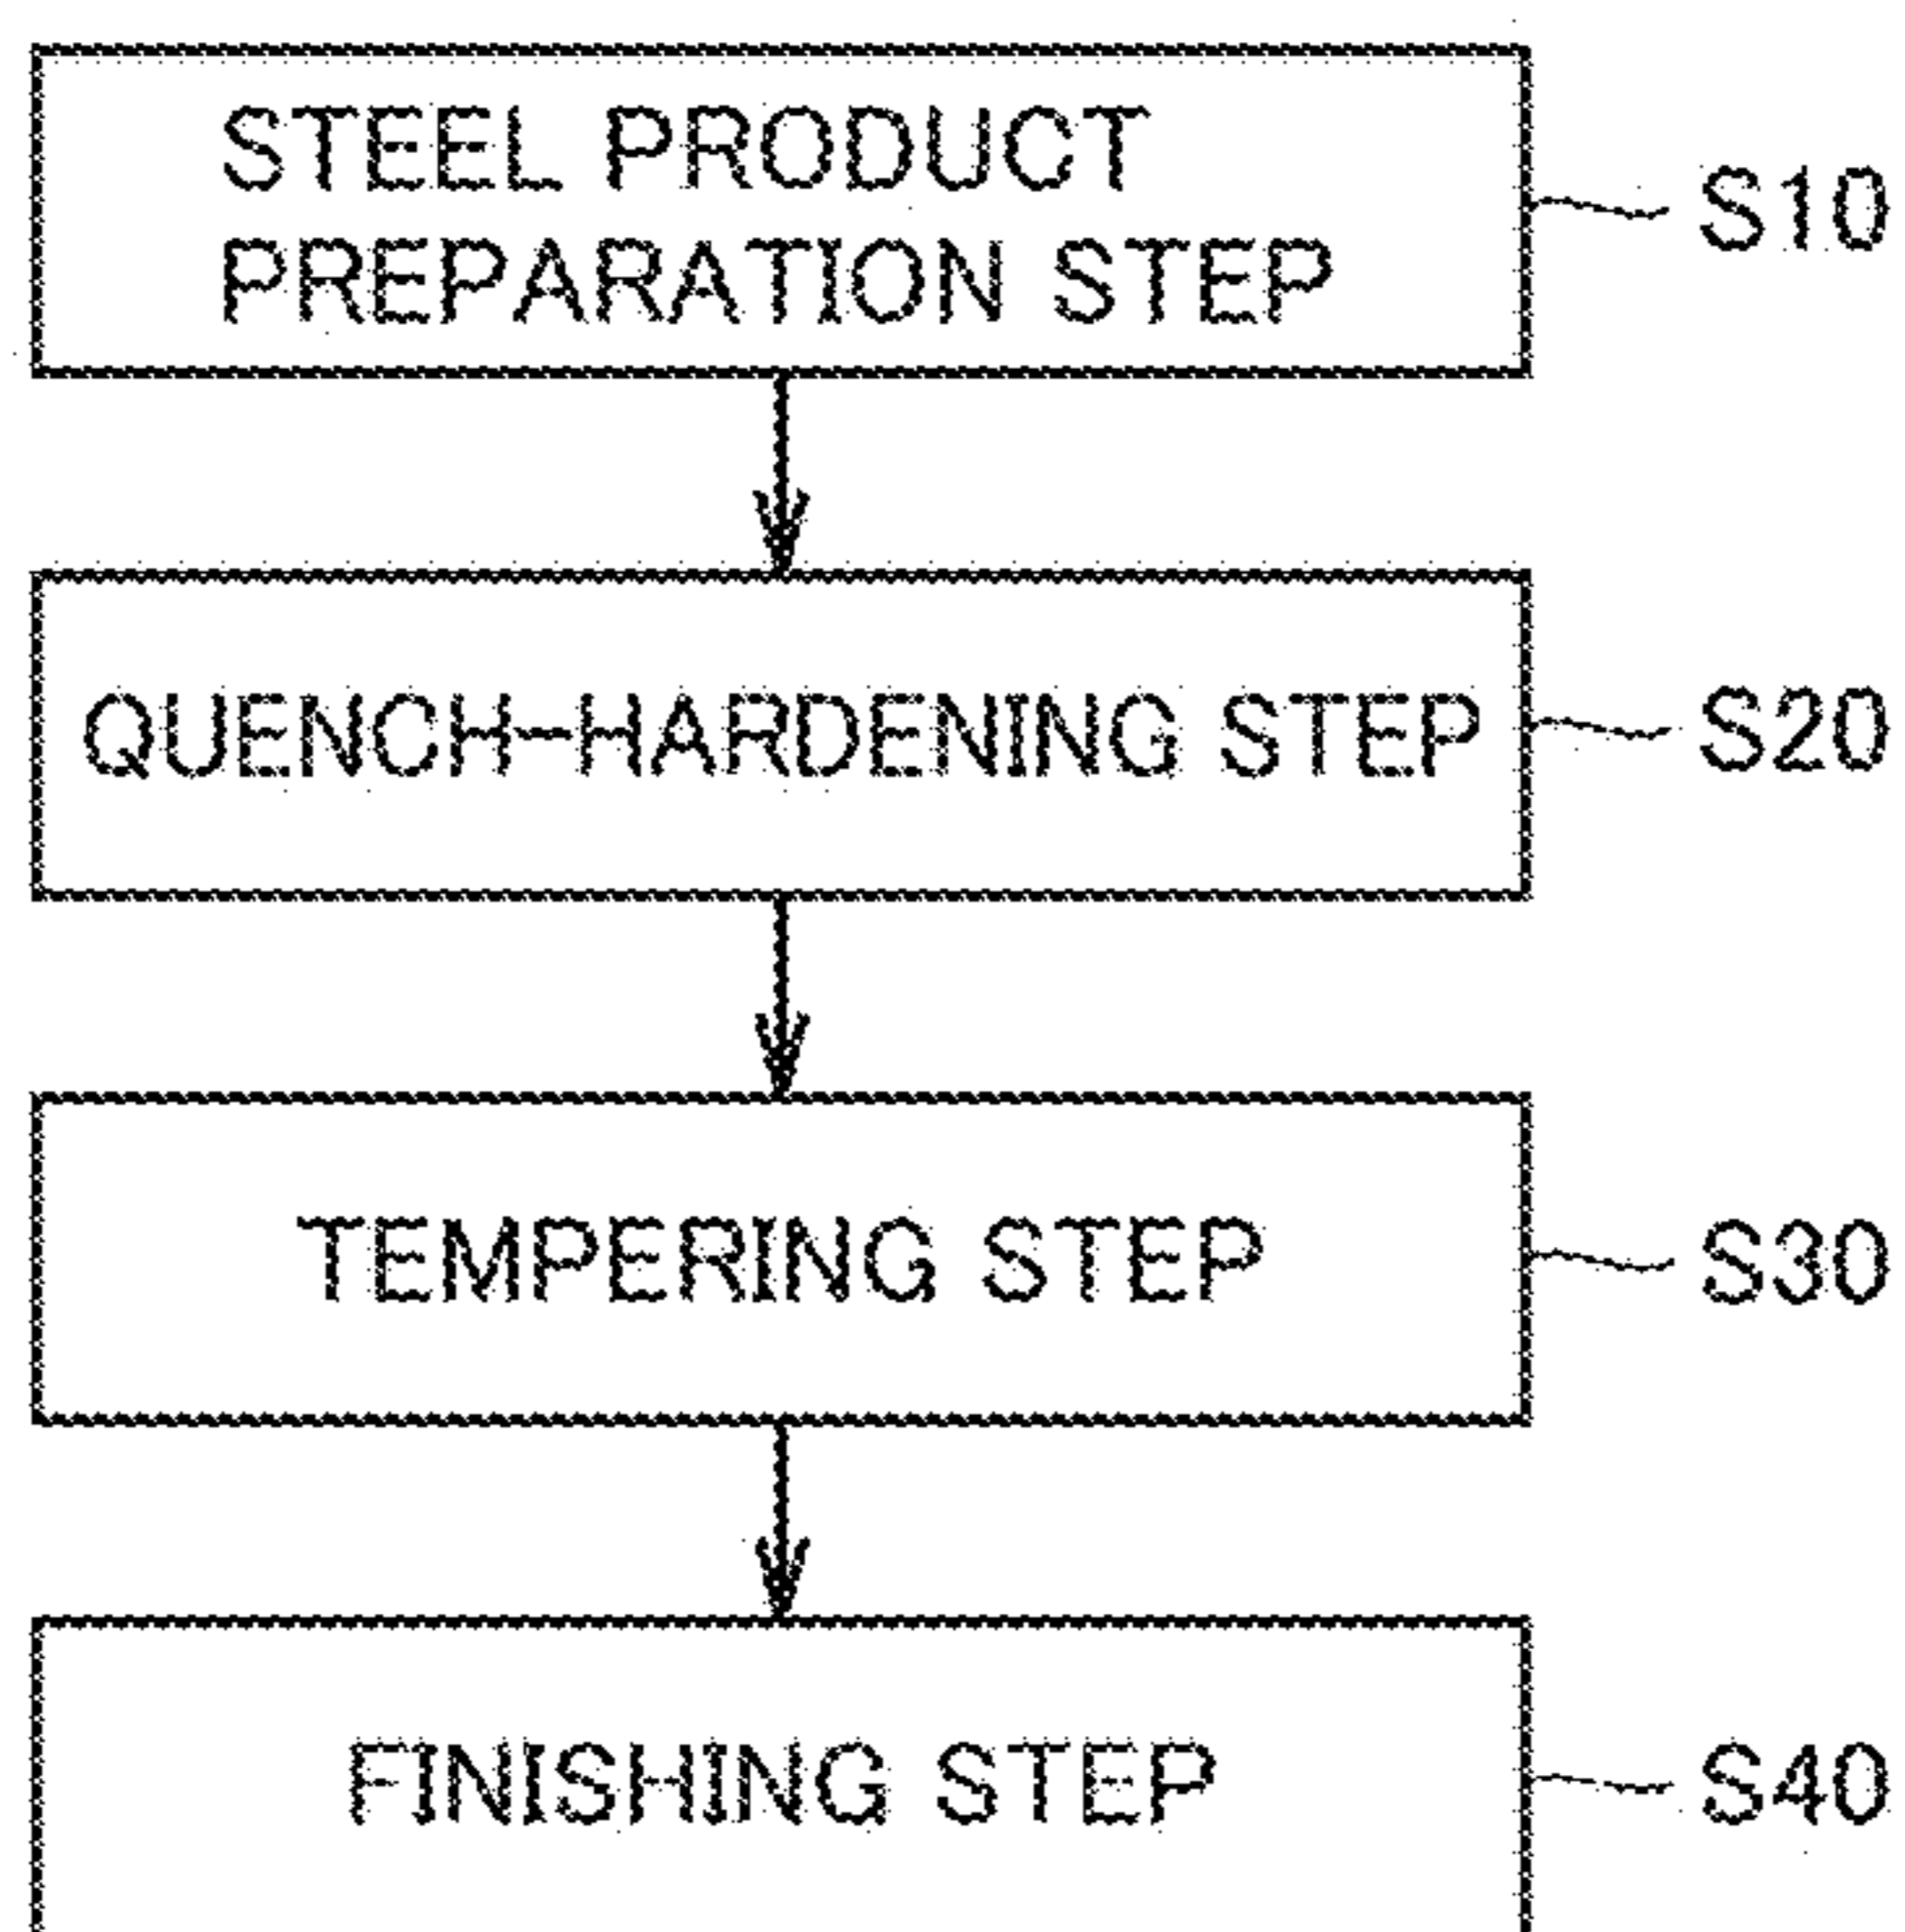 STEEL PRODUCT
PREPARATION STEP
S10
QUENCH-HARDENING STEP
S20
TEMPERING STEP
S30
FINISHING STEP
S40